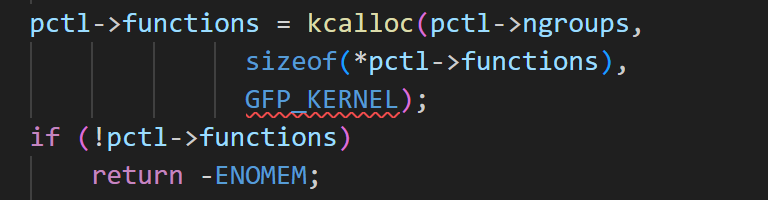 pctl->functions = kcalloc(pctl->ngroups,
sizeof(*pctl->functions),
GFP_KERNEL);
if (!pctl->functions)
return -ENOMEM;